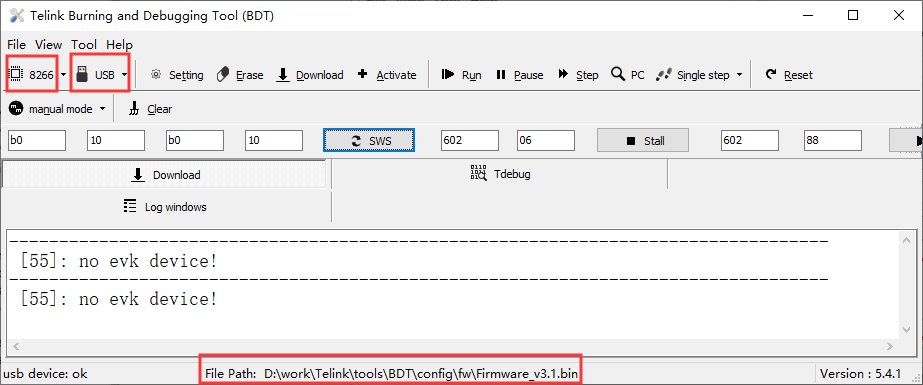 Telink Burning and Debugging Tool (BDT)
File View Tool Help
8266 USB Setting Erase Download Activate Run Pause Step PC Single step Reset
manual mode Clear
b0 10 b0 10 SWS 602 06 Stall 602 88
Download Tdebug
Log windows
[55]: no evk device!
[55]: no evk device!
usb device: ok File Path: D:\work\Telink\tools\BDT\config\fw\Firmware_v3.1.bin Version : 5.4.1